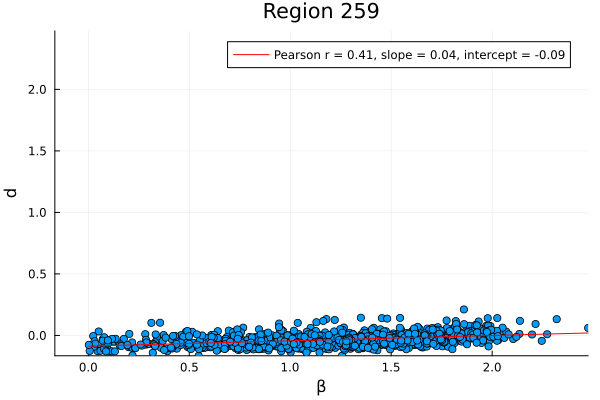 Region 259
Pearson r = 0.41, slope = 0.04, intercept = -0.09
d
2.0
1.5
1.0
0.5
0.0
0.0 0.5 1.0 1.5 2.0
β